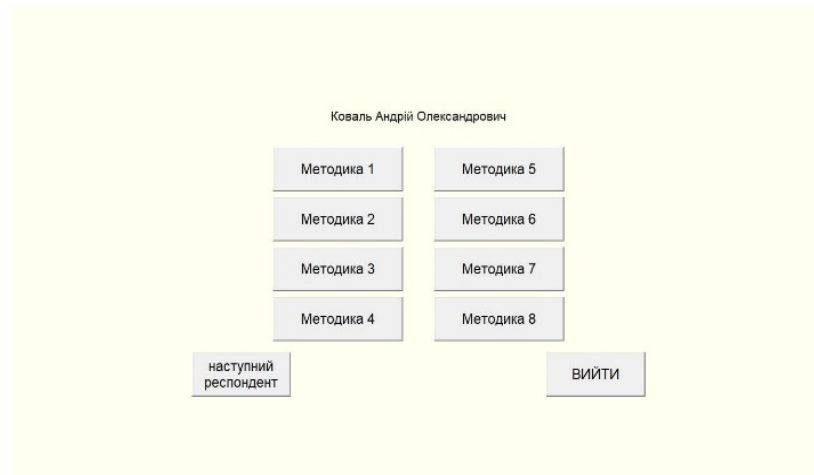 Коваль Андрій Олександрович
Методика 1
Методика 5
Методика 2
Методика 6
Методика 3
Методика 7
Методика 4
Методика 8
наступний
респондент
ВИЙТИ